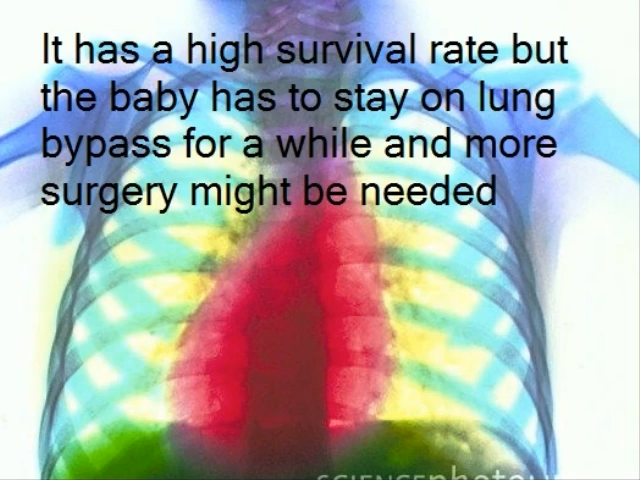 It has a high survival rate but
the baby has to stay on lung
bypass for a while and more
surgery might be needed